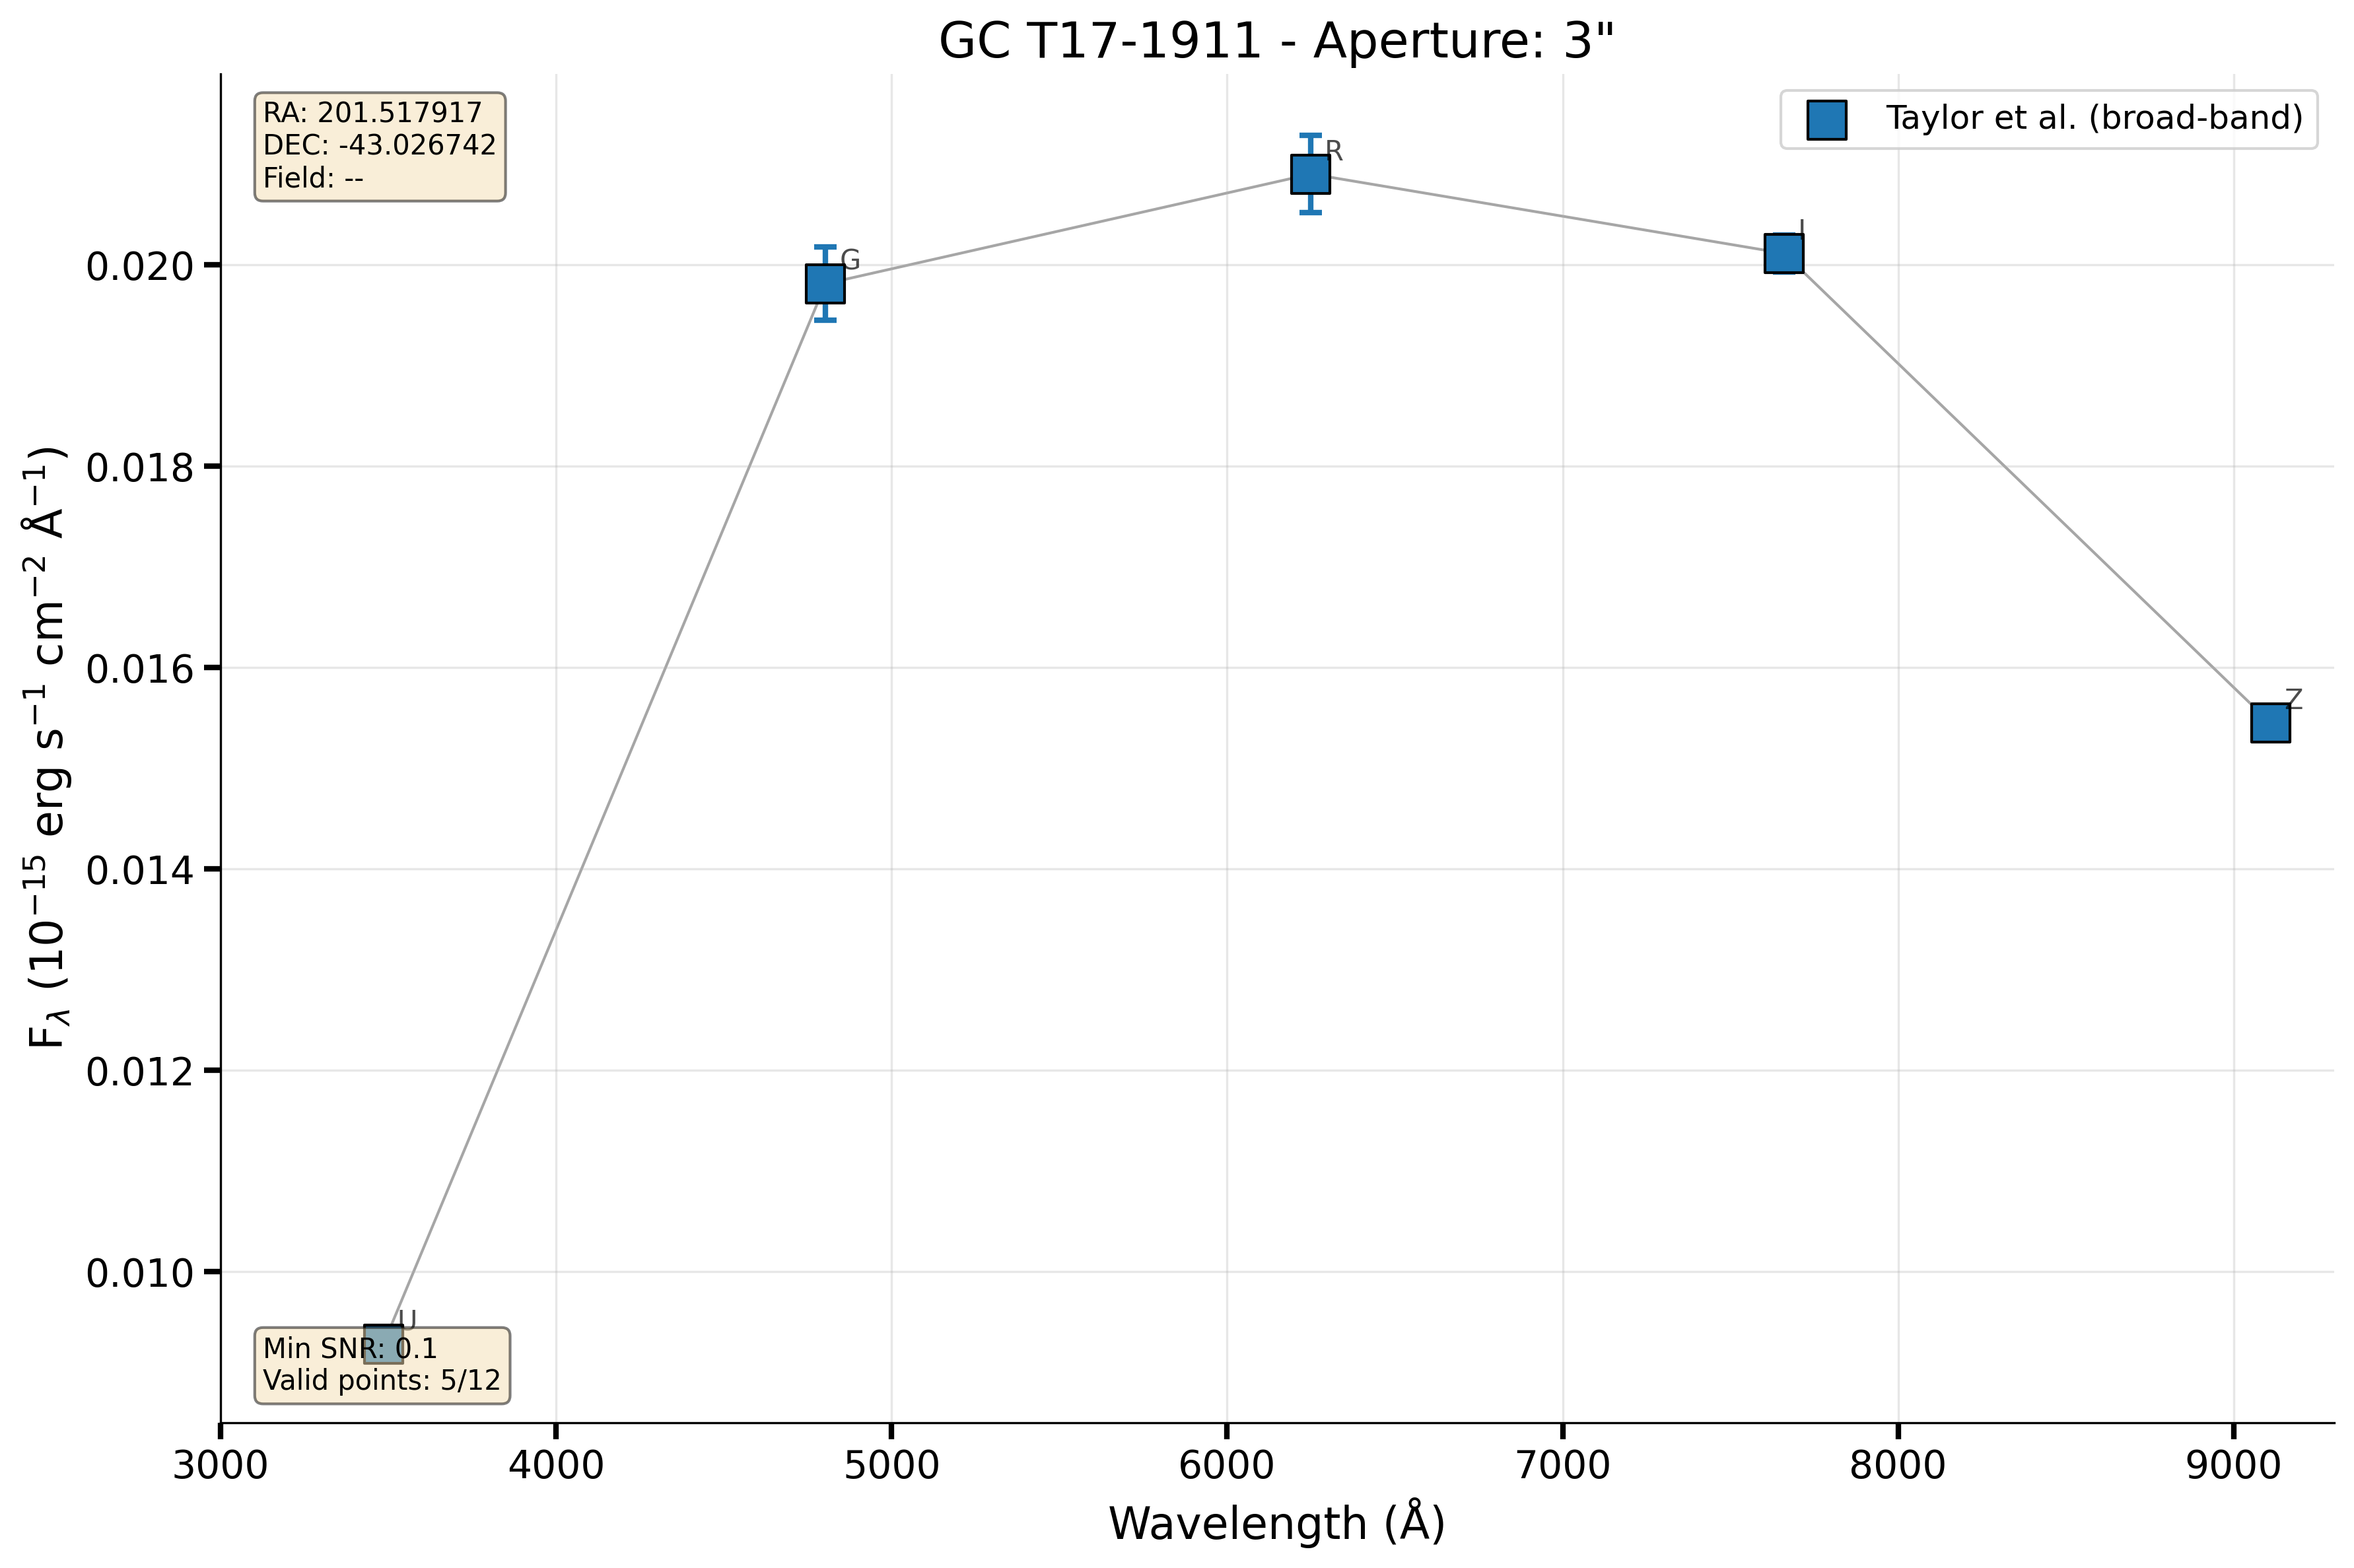 GC T17-1911 - Aperture: 3"
RA: 201.517917
DEC: -43.026742
Field: --
Taylor et al. (broad-band)
R
G
I
Z
U
0.020
0.018
0.016
0.014
0.012
0.010
F_λ (10⁻¹⁵ erg s⁻¹ cm⁻² Å⁻¹)
Min SNR: 0.1
Valid points: 5/12
3000 4000 5000 6000 7000 8000 9000
Wavelength (Å)